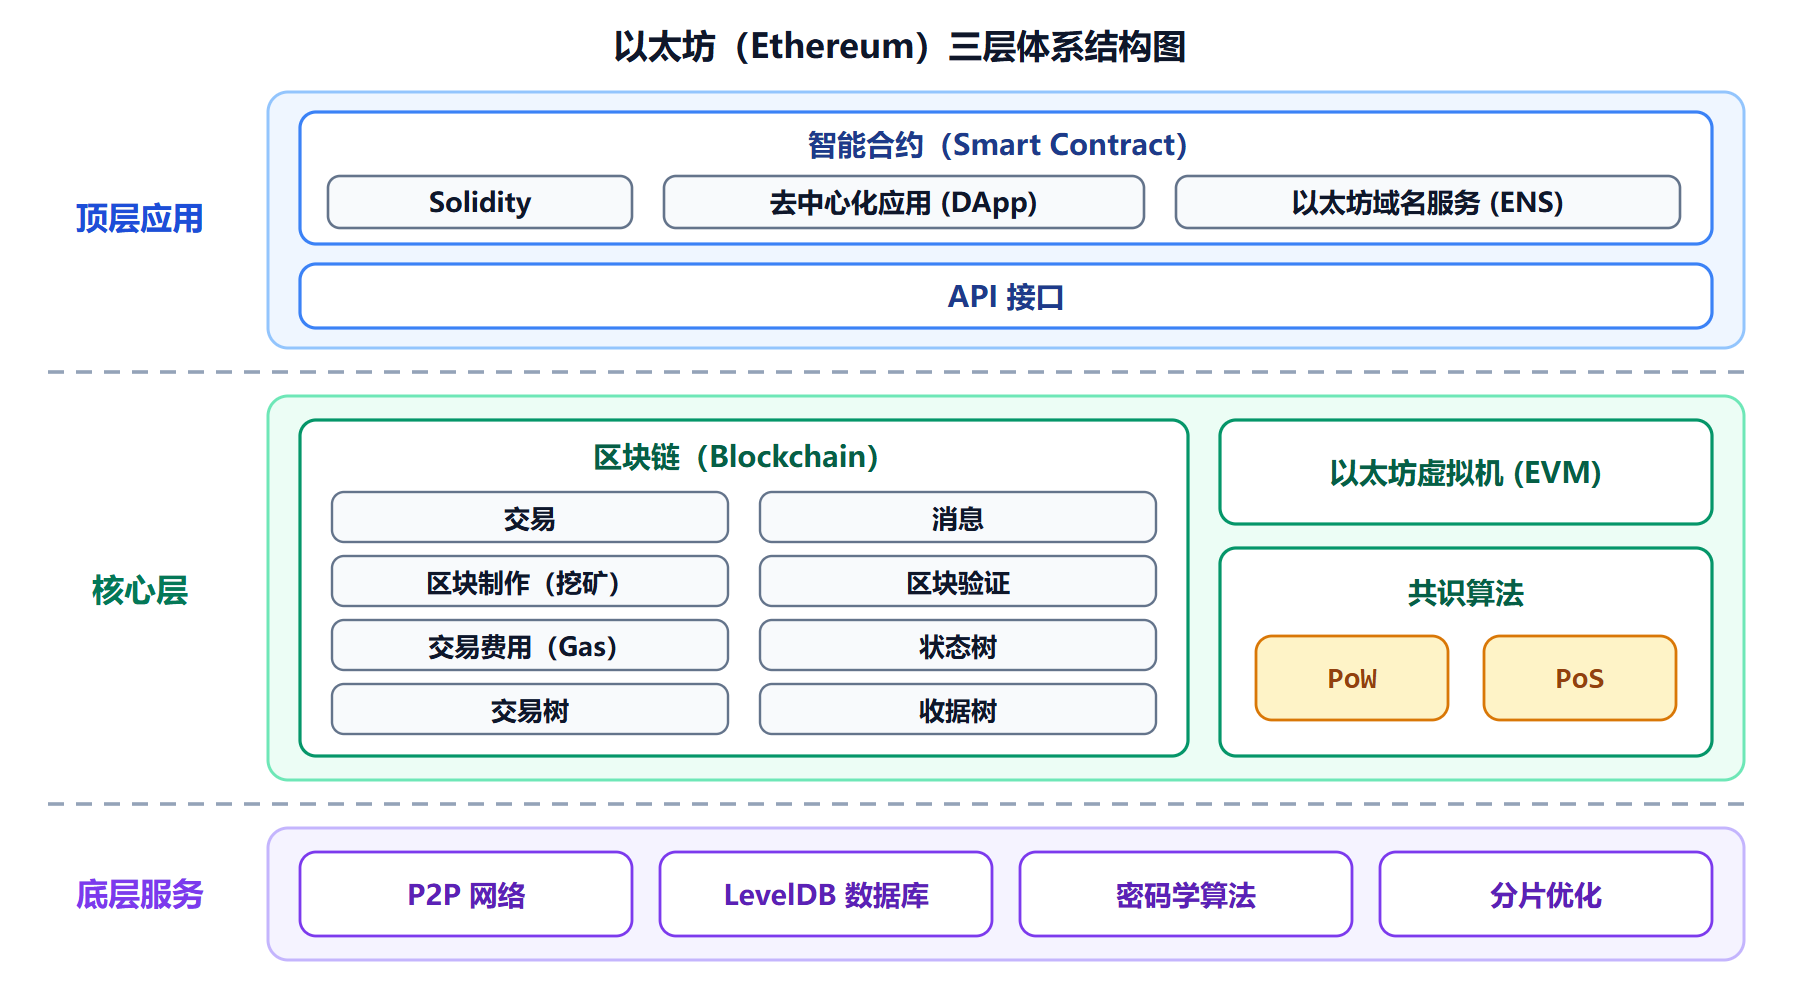 以太坊（Ethereum）三层体系结构图
顶层应用
智能合约（Smart Contract）
Solidity
去中心化应用 (DApp)
以太坊域名服务 (ENS)
API 接口
核心层
区块链（Blockchain）
交易
消息
区块制作（挖矿）
区块验证
交易费用（Gas）
状态树
交易树
收据树
以太坊虚拟机 (EVM)
共识算法
PoW
PoS
底层服务
P2P 网络
LevelDB 数据库
密码学算法
分片优化